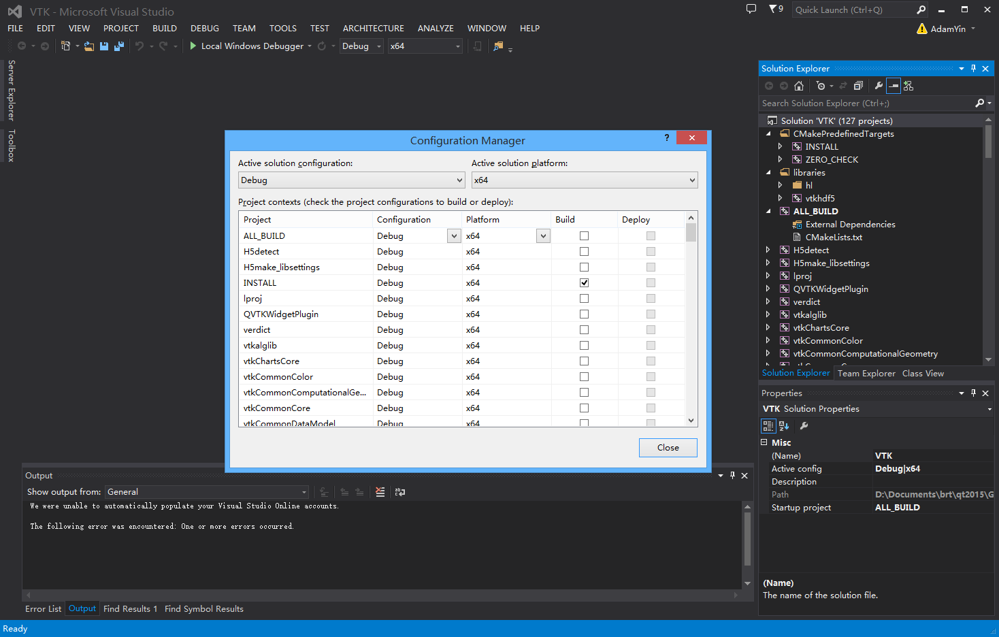 VTK - Microsoft Visual Studio
9
Quick Launch (Ctrl+Q)
FILE EDIT VIEW PROJECT BUILD DEBUG TEAM TOOLS TEST ARCHITECTURE ANALYZE WINDOW HELP
AdamYin
Local Windows Debugger Debug x64
Server Explorer
Toolbox
Solution Explorer
Search Solution Explorer (Ctrl+;)
Solution 'VTK' (127 projects)
CMakePredefinedTargets
INSTALL
ZERO_CHECK
libraries
hl
vtkhdf5
ALL_BUILD
External Dependencies
CMakeLists.txt
H5detect
H5make_libsettings
lproj
QVTKWidgetPlugin
verdict
vtkalglib
vtkChartsCore
vtkCommonColor
vtkCommonComputationalGeometry
Solution Explorer Team Explorer Class View
Configuration Manager
?
Active solution configuration: Active solution platform:
Debug x64
Project contexts (check the project configurations to build or deploy):
Project Configuration Platform Build Deploy
ALL_BUILD Debug x64
H5detect Debug x64
H5make_libsettings Debug x64
INSTALL Debug x64
lproj Debug x64
QVTKWidgetPlugin Debug x64
verdict Debug x64
vtkalglib Debug x64
vtkChartsCore Debug x64
vtkCommonColor Debug x64
vtkCommonComputationalGe... Debug x64
vtkCommonCore Debug x64
vtkCommonDataModel Debug x64
Close
Properties
VTK Solution Properties
Misc
(Name) VTK
Active config Debug|x64
Description
Path D:\Documents\brt\qt2015\G
Startup project ALL_BUILD
(Name)
The name of the solution file.
Output
Show output from: General
We were unable to automatically populate your Visual Studio Online accounts.
The following error was encountered: One or more errors occurred.
Error List Output Find Results 1 Find Symbol Results
Ready